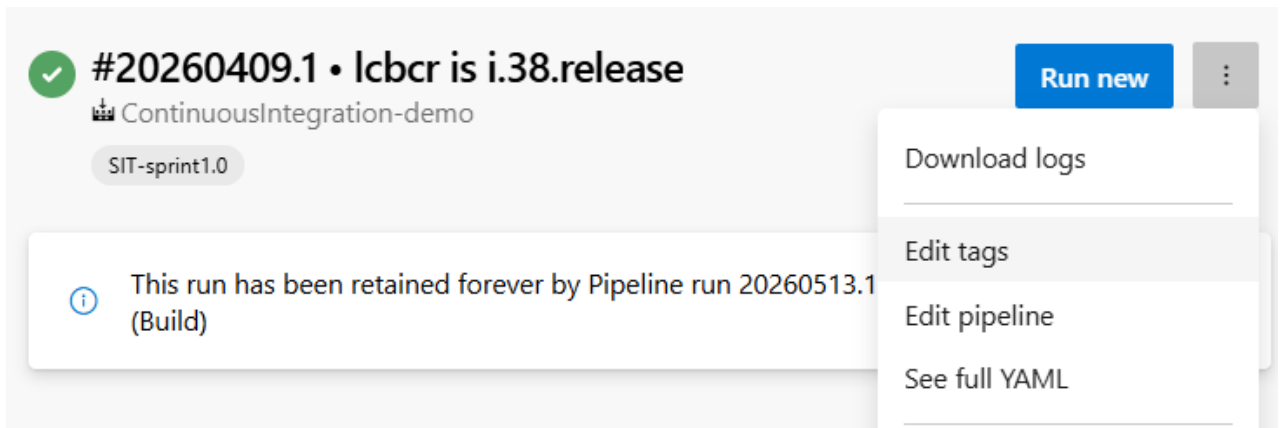 #20260409.1 • lcbcr is i.38.release
Run new
ContinuousIntegration-demo
SIT-sprint1.0
Download logs
Edit tags
Edit pipeline
See full YAML
This run has been retained forever by Pipeline run 20260513.1
(Build)